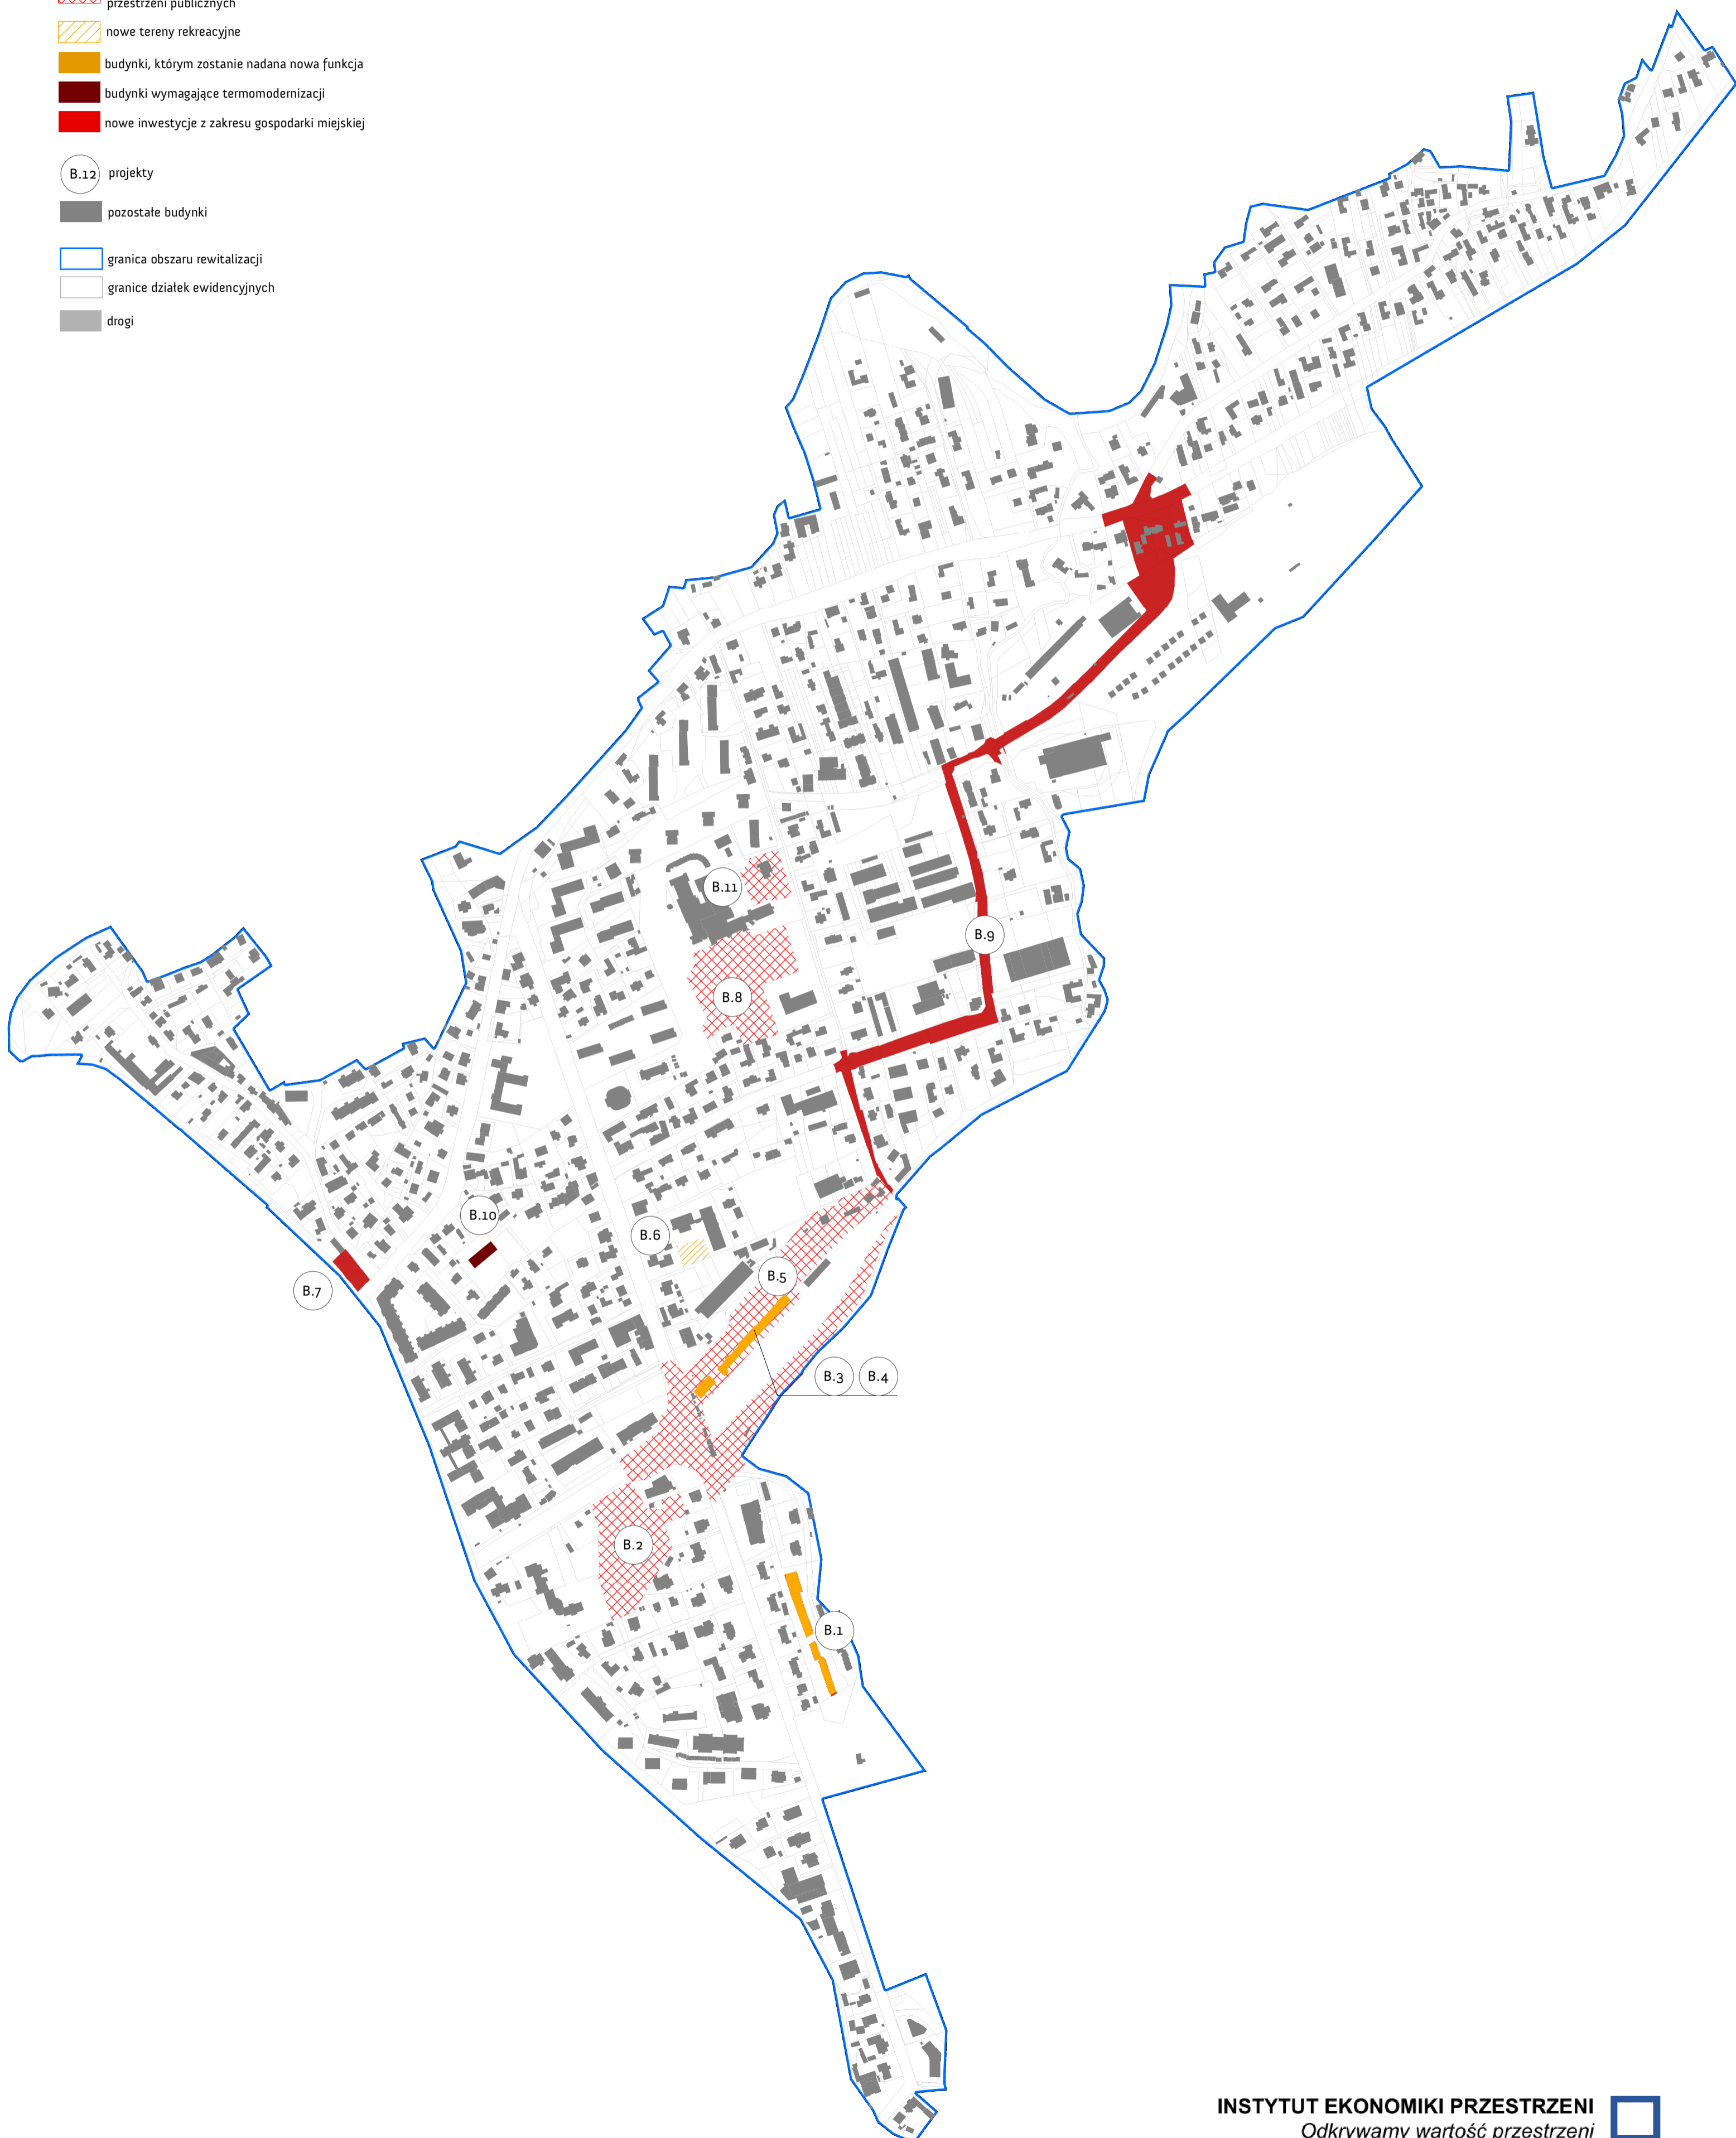 przestrzeni publicznych
nowe tereny rekreacyjne
budynki, którym zostanie nadana nowa funkcja
budynki wymagające termomodernizacji
nowe inwestycje z zakresu gospodarki miejskiej
B.12 projekty
pozostałe budynki
granica obszaru rewitalizacji
granice działek ewidencyjnych
drogi
B.11
B.9
B.8
B.10
B.6
B.5
B.7
B.3 B.4
B.2
B.1
INSTYTUT EKONOMIKI PRZESTRZENI
Odkrywamy wartość przestrzeni